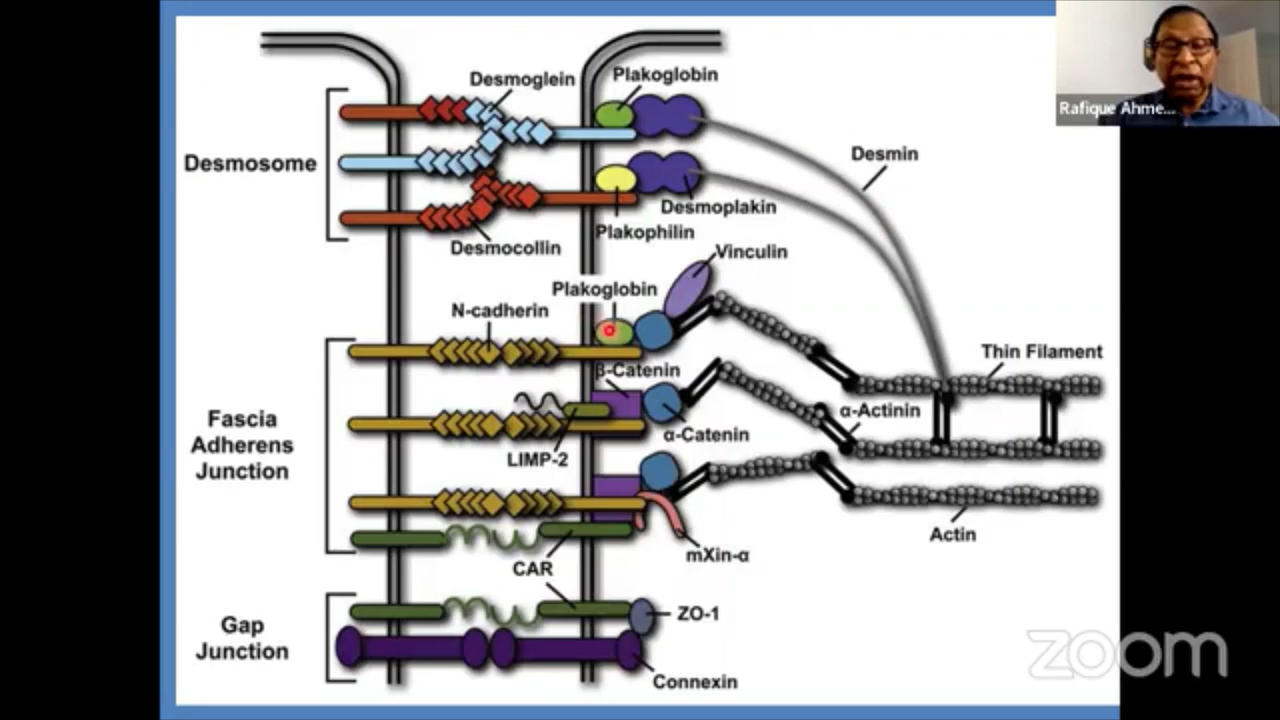 Rafique Ahme...
Desmoglein
Plakoglobin
Desmosome
Desmin
Desmoplakin
Plakophilin
Desmocollin
Vinculin
Plakoglobin
N-cadherin
Thin Filament
β-Catenin
α-Actinin
Fascia
Adherens
Junction
α-Catenin
LIMP-2
Actin
mXin-α
CAR
ZO-1
Gap
Junction
Connexin
zoom